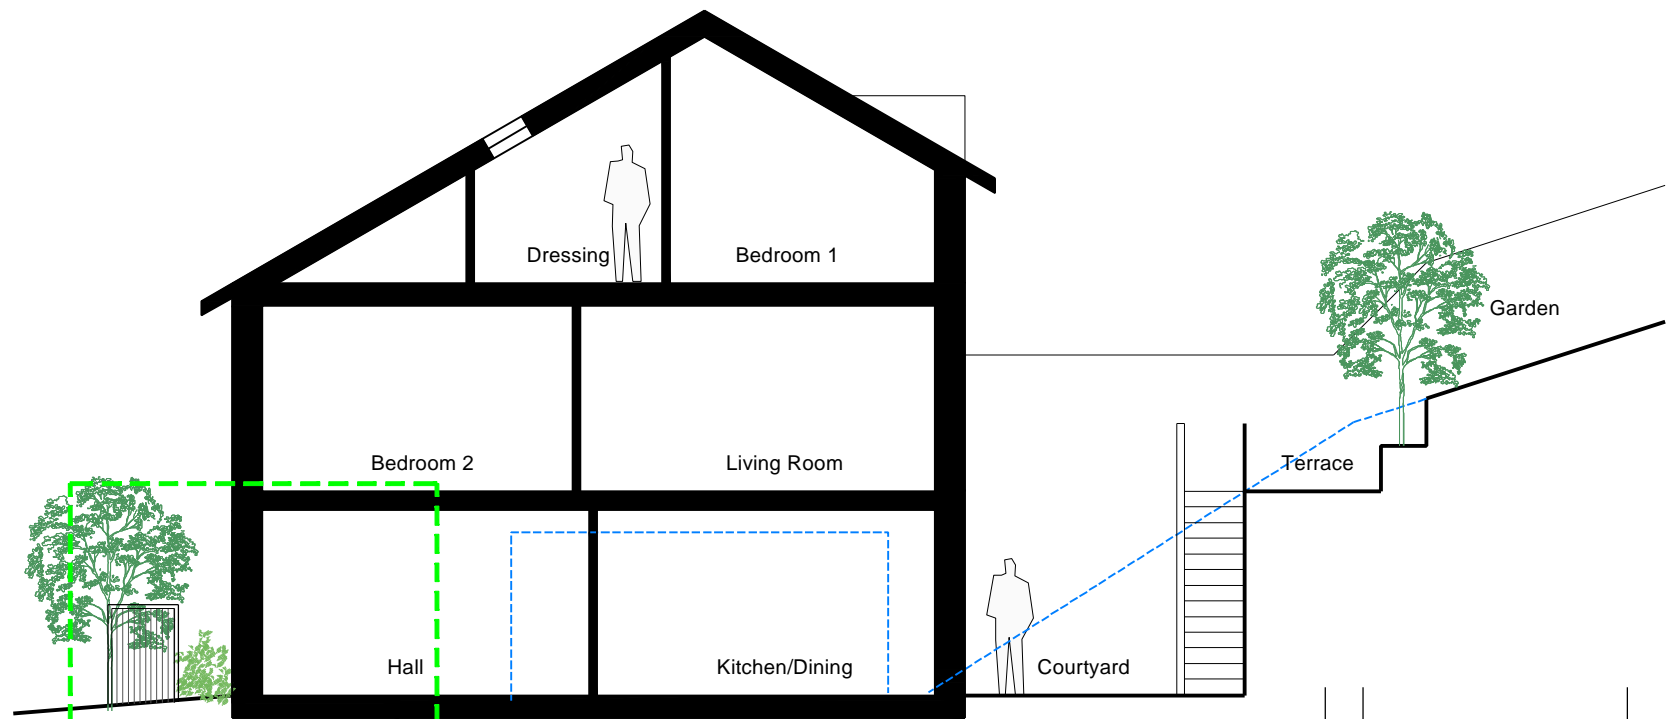 Dressing
Bedroom 1
Garden
Bedroom 2
Living Room
Terrace
Hall
Kitchen/Dining
Courtyard